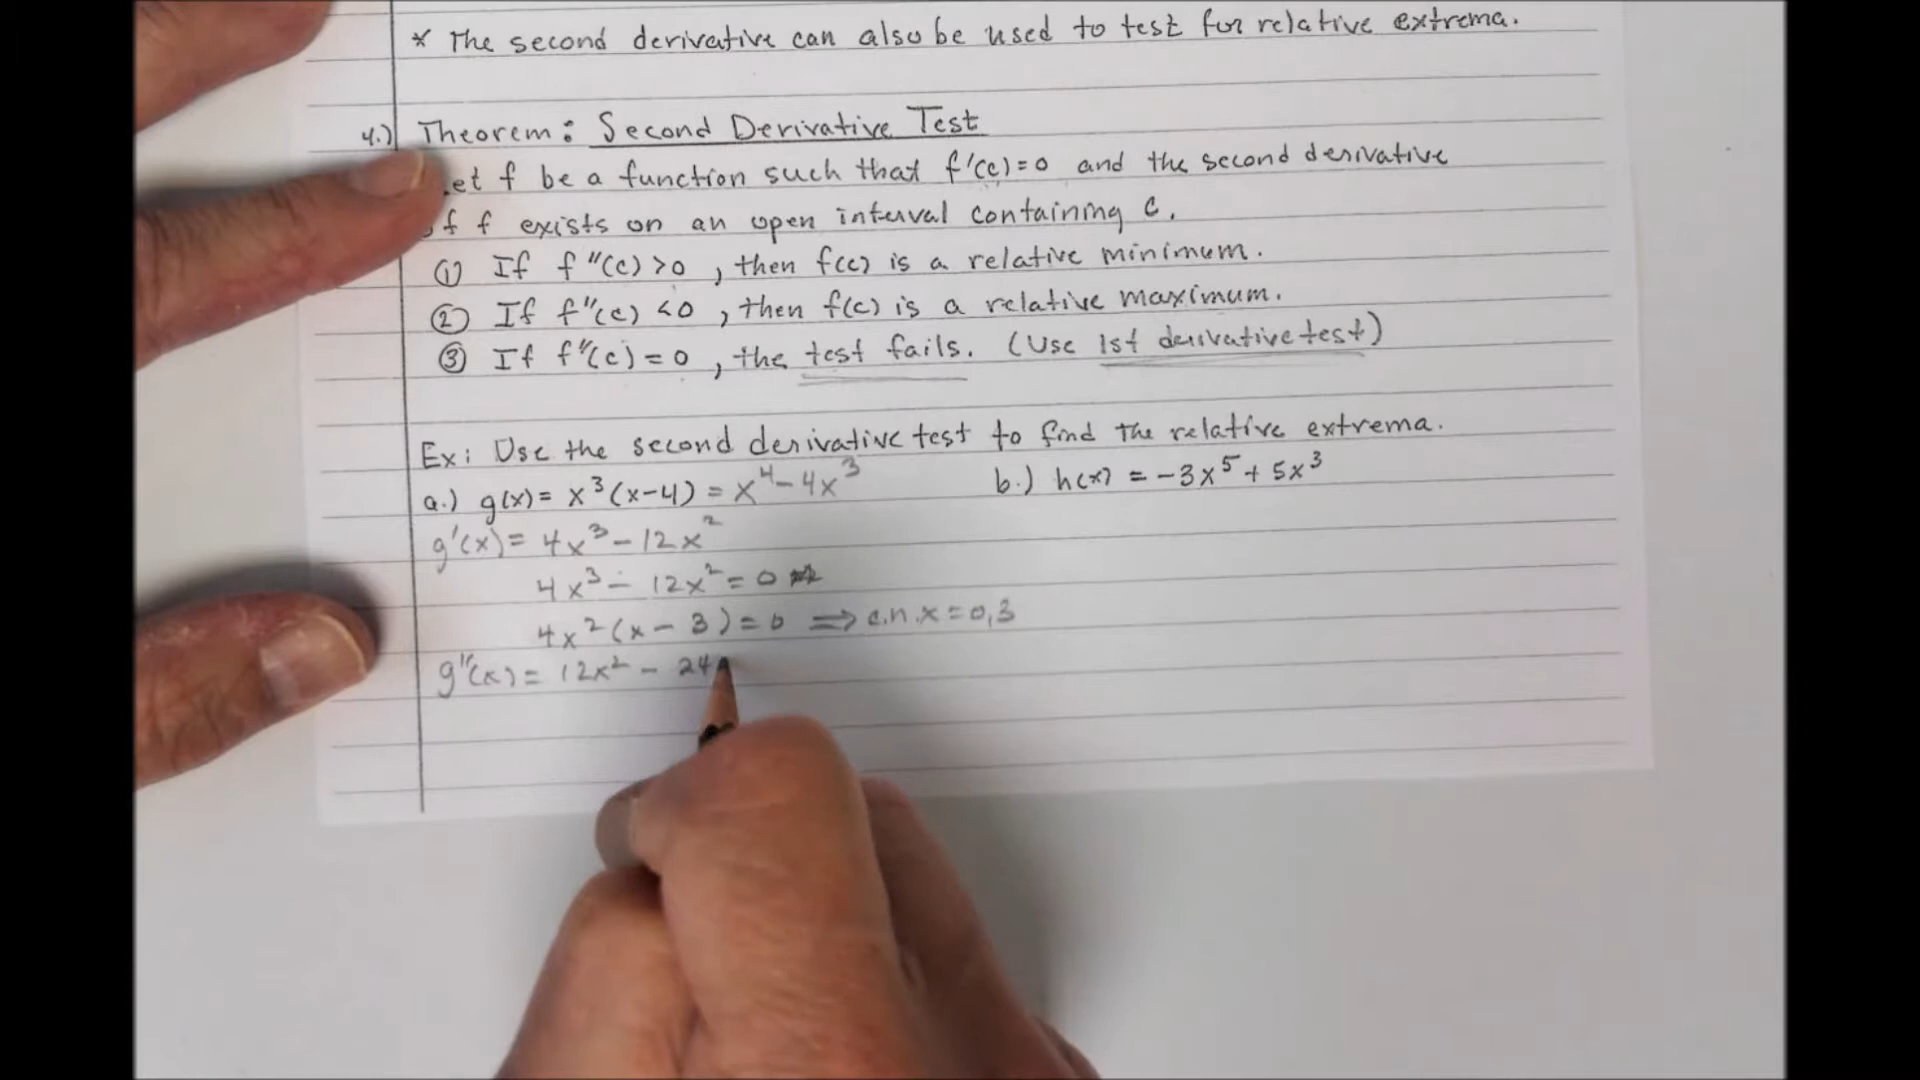 * The second derivative can also be used to test for relative extrema.
4.) Theorem: Second Derivative Test
et f be a function such that f'(c)=0 and the second derivative
f f exists on an open interval containing c.
① If f"(c) >0, then f(c) is a relative minimum.
② If f"(c) <0, then f(c) is a relative maximum.
③ If f"(c) = 0, the test fails. (Use 1st derivative test)
Ex: Use the second derivative test to find the relative extrema.
a.) g(x) = x³(x-4) = x⁴-4x³
b.) h(x) = -3x⁵ + 5x³
g'(x) = 4x³-12x²
4x³ - 12x² = 0
4x²(x - 3) = 0 ⟹ c.n. x = 0,3
g"(x) = 12x² - 24